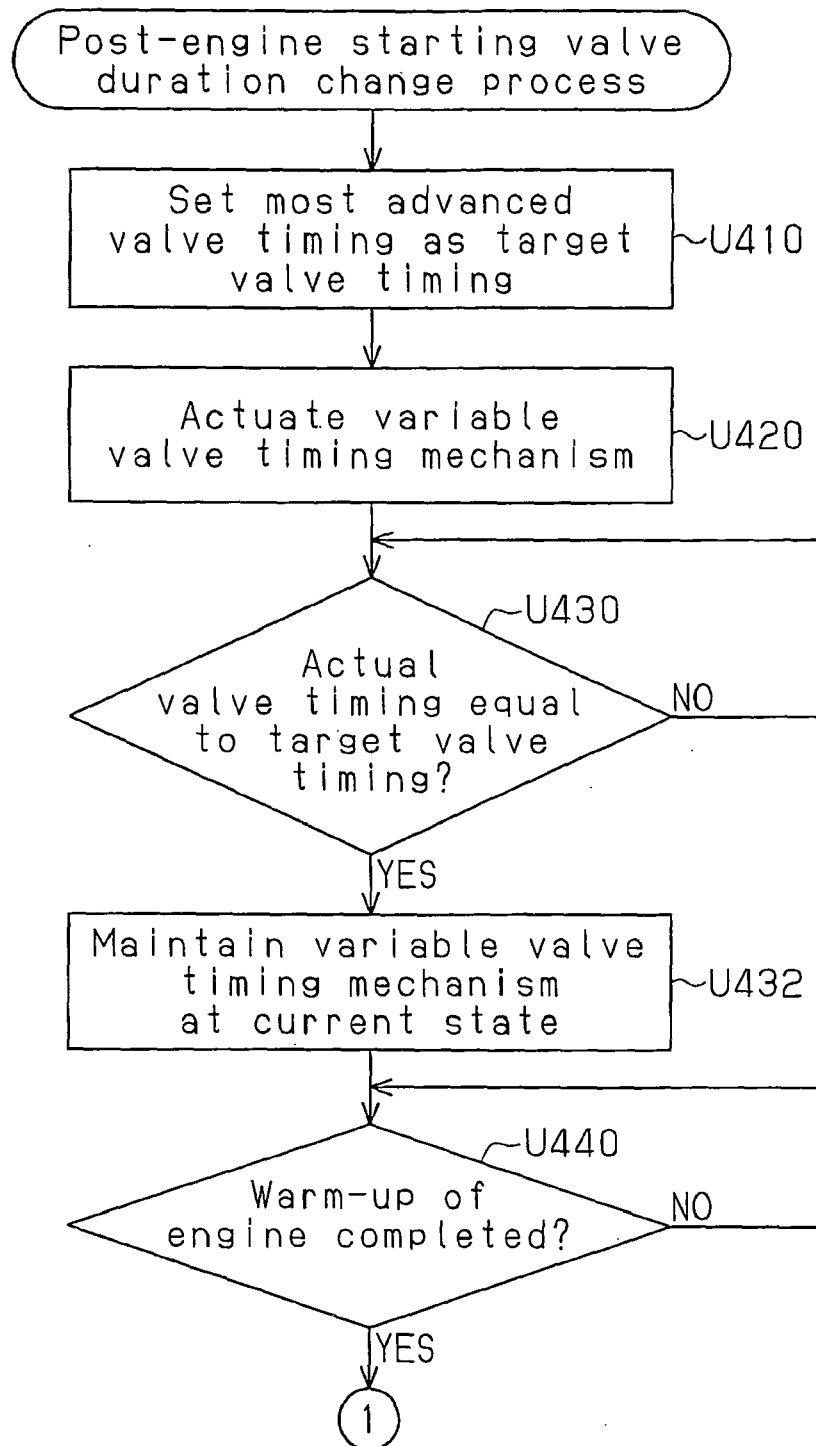 Post-engine starting valve
duration change process
Set most advanced
valve timing as target
valve timing
U410
Actuate variable
valve timing mechanism
U420
U430
Actual
valve timing equal
to target valve
timing?
NO
YES
Maintain variable valve
timing mechanism
at current state
U432
U440
Warm-up of
engine completed?
NO
YES
1